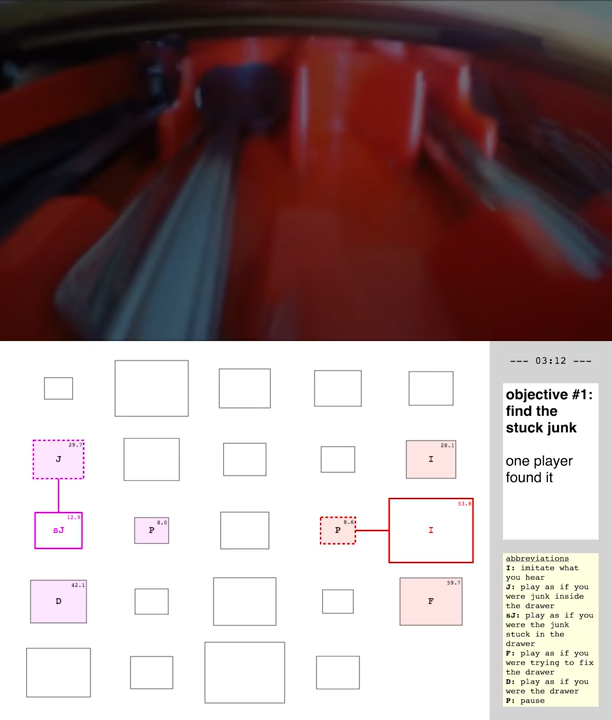 --- 03:12 ---
objective #1:
find the
stuck junk
one player
found it
29.7
J
20.1
I
12.9
sJ
8.0
P
8.6
P
53.8
I
42.1
D
59.7
F
abbreviations
I: imitate what
you hear
J: play as if you
were junk inside
the drawer
sJ: play as if you
were the junk
stuck in the
drawer
F: play as if you
were trying to fix
the drawer
D: play as if you
were the drawer
P: pause